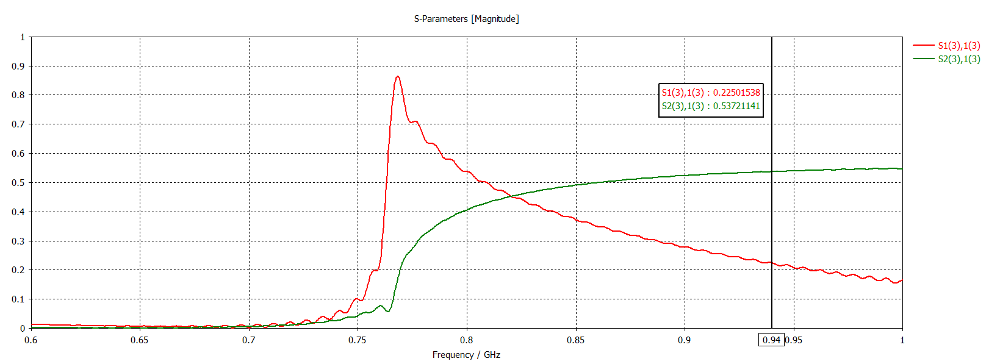 S-Parameters [Magnitude]
1
0.9
0.8
0.7
0.6
0.5
0.4
0.3
0.2
0.1
0
S1(3),1(3)
S2(3),1(3)
S1(3),1(3) : 0.22501538
S2(3),1(3) : 0.53721141
0.6 0.65 0.7 0.75 0.8 0.85 0.9 0.94 0.95 1
Frequency / GHz